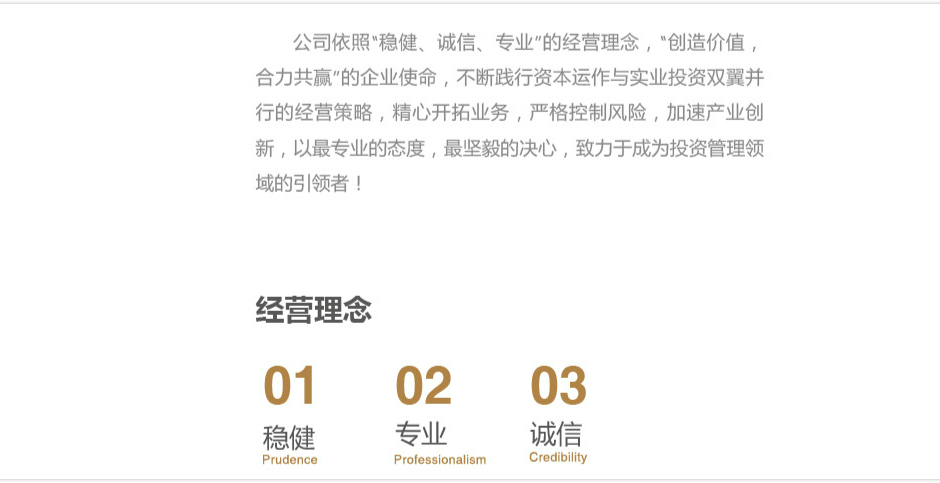 公司依照“稳健、诚信、专业”的经营理念，“创造价值，
合力共赢”的企业使命，不断践行资本运作与实业投资双翼并
行的经营策略，精心开拓业务，严格控制风险，加速产业创
新，以最专业的态度，最坚毅的决心，致力于成为投资管理领
域的引领者！
经营理念
01 02 03
稳健 专业 诚信
Prudence Professionalism Credibility